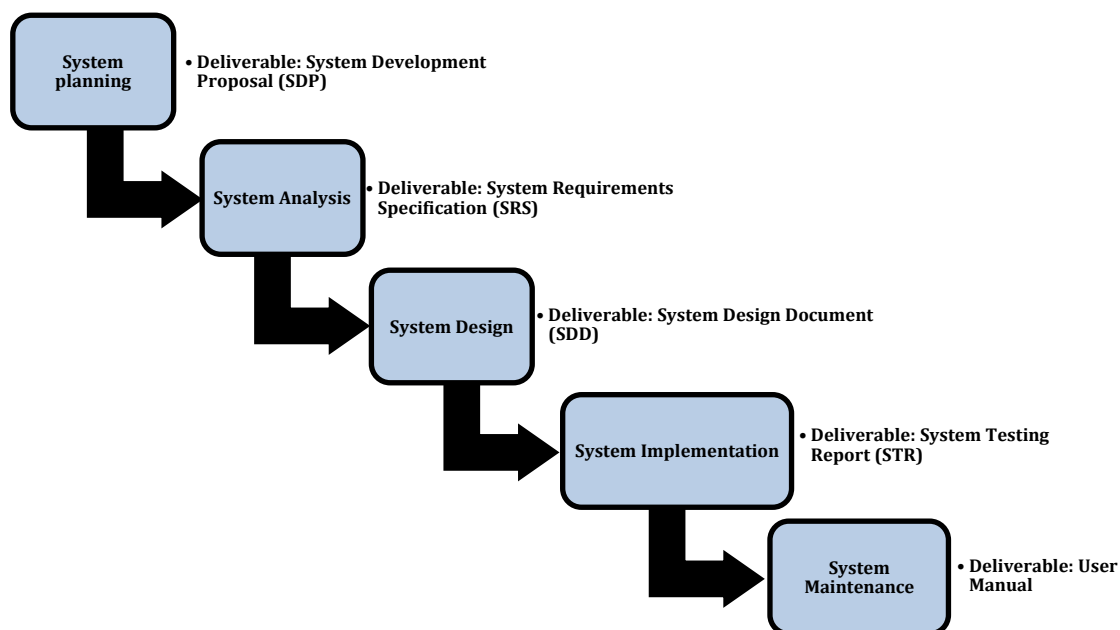 System
planning
• Deliverable: System Development
Proposal (SDP)
System Analysis
• Deliverable: System Requirements
Specification (SRS)
System Design
• Deliverable: System Design Document
(SDD)
System Implementation
• Deliverable: System Testing
Report (STR)
System
Maintenance
• Deliverable: User
Manual